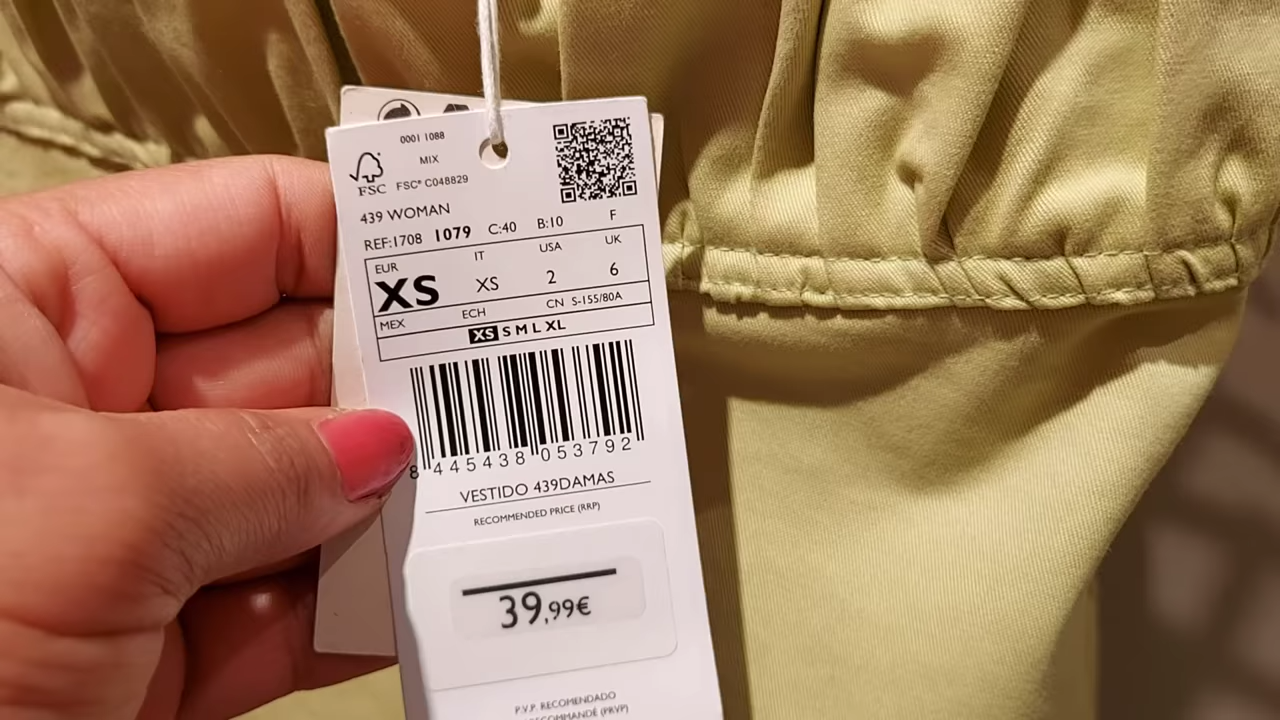 0001 1088
MIX
FSC FSC® C048829
439 WOMAN
REF:1708 1079 C:40 B:10 F
EUR IT USA UK
XS XS 2 6
MEX ECH CN S-155/80A
XS S M L XL
8 445438 053792
VESTIDO 439DAMAS
RECOMMENDED PRICE (RRP)
39,99€
P.V.P. RECOMENDADO
RECOMMANDÉ (PRVP)